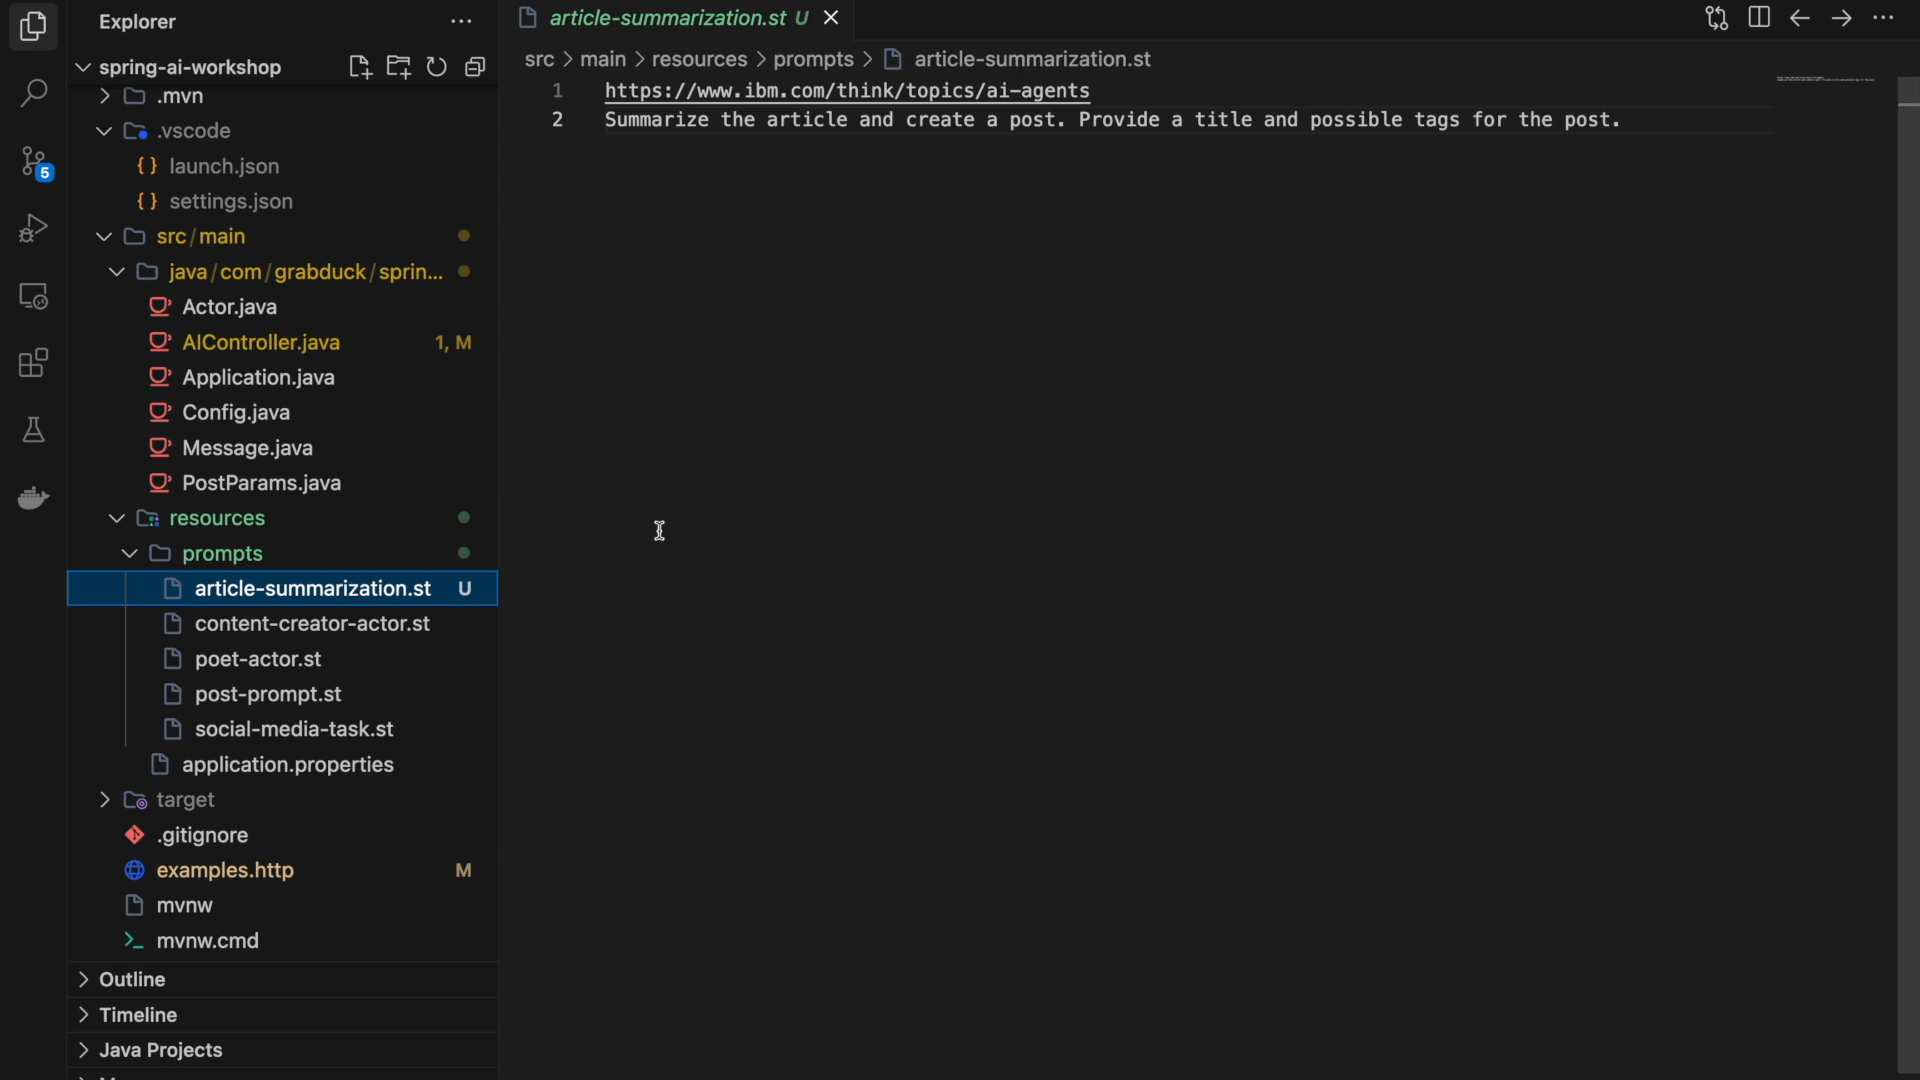 Explorer
spring-ai-workshop
.mvn
.vscode
{} launch.json
{} settings.json
5
src/main
java/com/grabduck/sprin...
Actor.java
AIController.java 1, M
Application.java
Config.java
Message.java
PostParams.java
resources
prompts
article-summarization.st U
content-creator-actor.st
poet-actor.st
post-prompt.st
social-media-task.st
application.properties
target
.gitignore
examples.http M
mvnw
mvnw.cmd
Outline
Timeline
Java Projects
article-summarization.st U
src > main > resources > prompts > article-summarization.st
1 https://www.ibm.com/think/topics/ai-agents
2 Summarize the article and create a post. Provide a title and possible tags for the post.